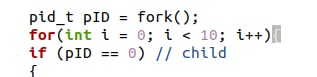 pid_t pID = fork();
for(int i = 0; i < 10; i++){
if (pID == 0) // child
{